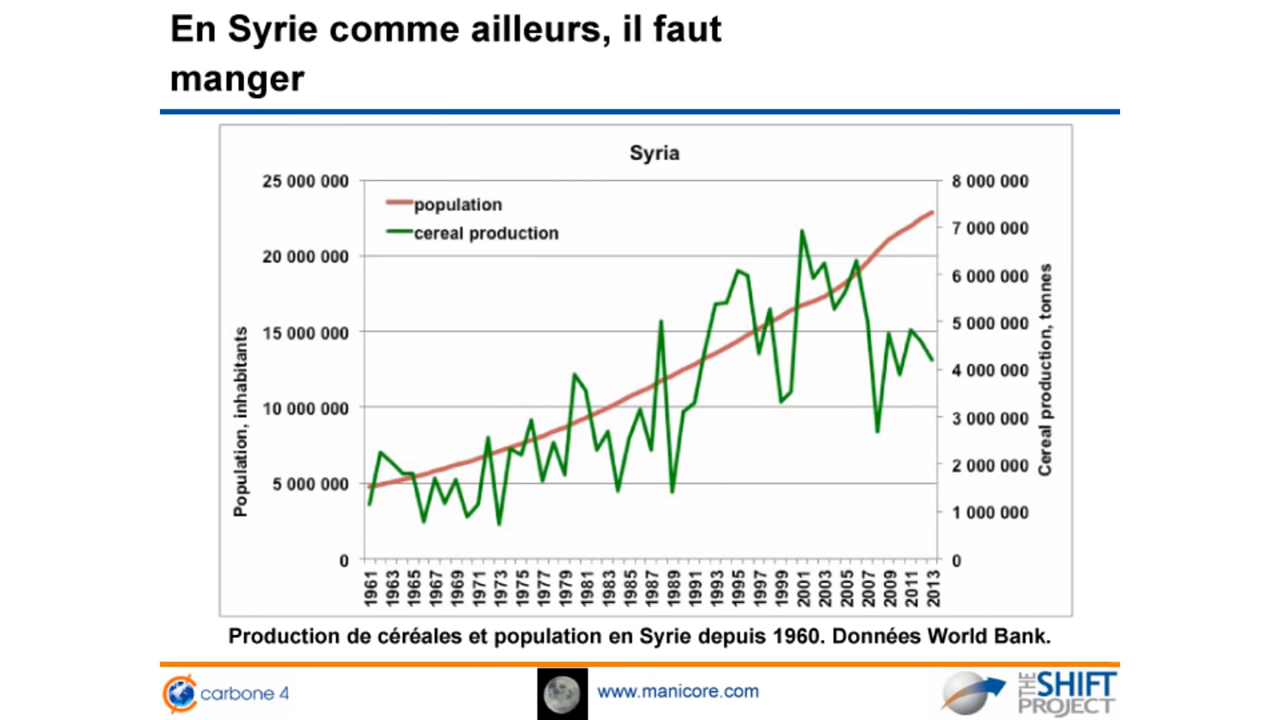 En Syrie comme ailleurs, il faut
manger
Syria
25 000 000
20 000 000
15 000 000
10 000 000
5 000 000
0
Population, inhabitants
population
cereal production
8 000 000
7 000 000
6 000 000
5 000 000
4 000 000
3 000 000
2 000 000
1 000 000
0
Cereal production, tonnes
1961 1963 1965 1967 1969 1971 1973 1975 1977 1979 1981 1983 1985 1987 1989 1991 1993 1995 1997 1999 2001 2003 2005 2007 2009 2011 2013
Production de céréales et population en Syrie depuis 1960. Données World Bank.
carbone 4
www.manicore.com
THE SHIFT
PROJECT